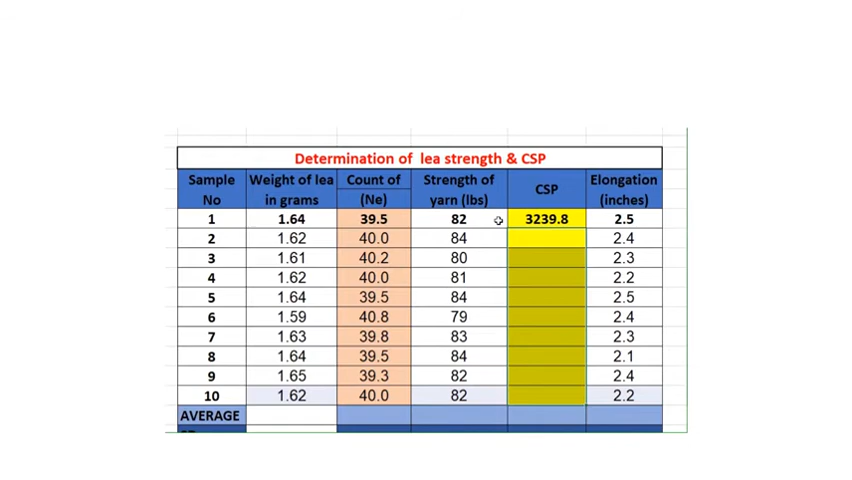 Determination of lea strength & CSP
Sample No Weight of lea in grams Count of (Ne) Strength of yarn (lbs) CSP Elongation (inches)
1 1.64 39.5 82 3239.8 2.5
2 1.62 40.0 84 2.4
3 1.61 40.2 80 2.3
4 1.62 40.0 81 2.2
5 1.64 39.5 84 2.5
6 1.59 40.8 79 2.4
7 1.63 39.8 83 2.3
8 1.64 39.5 84 2.1
9 1.65 39.3 82 2.4
10 1.62 40.0 82 2.2
AVERAGE